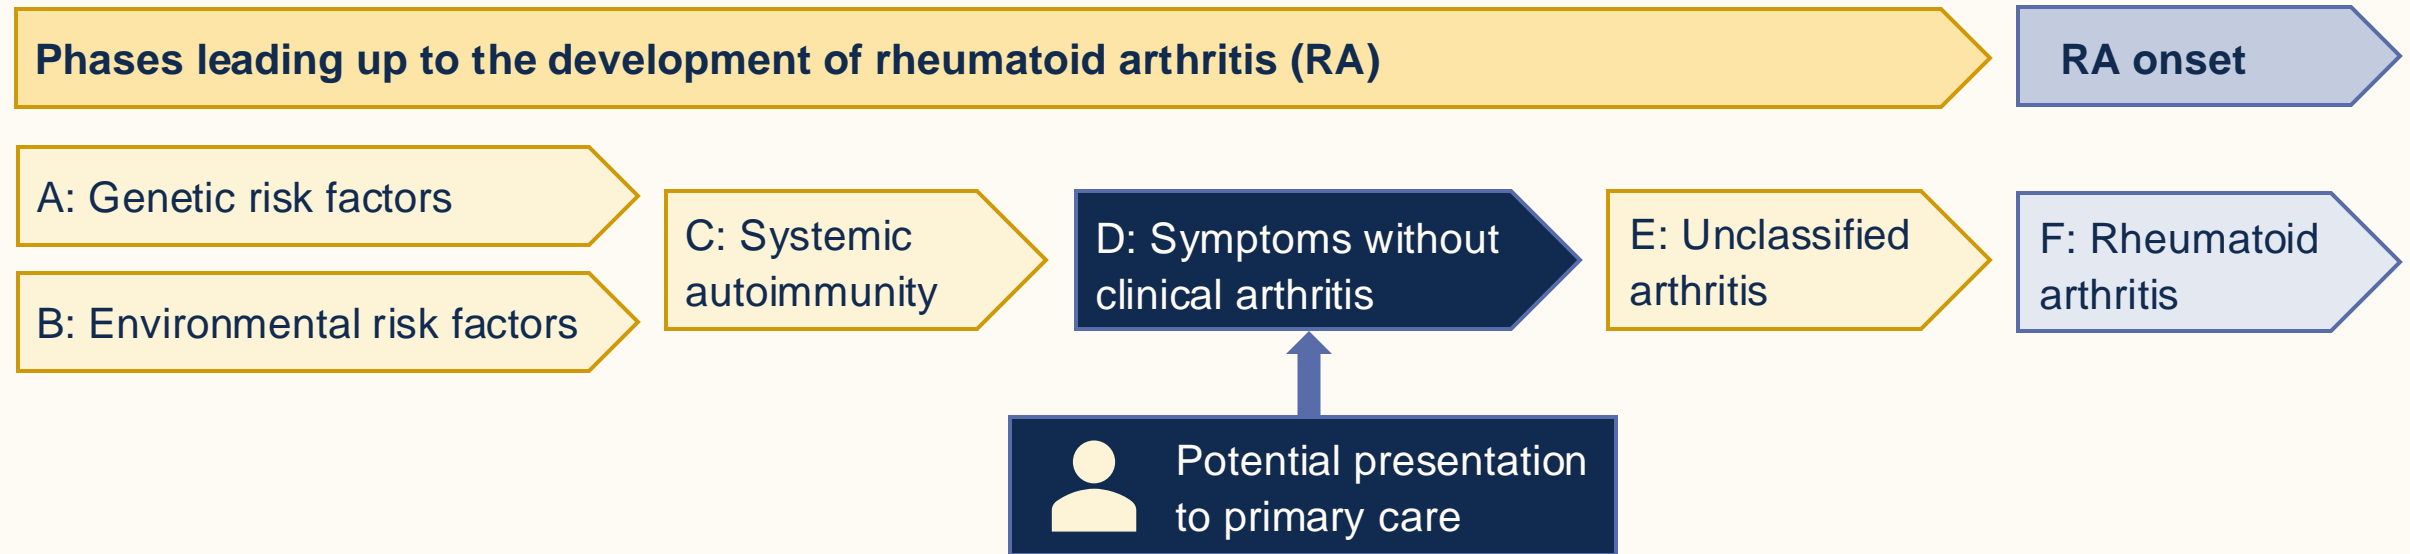 Phases leading up to the development of rheumatoid arthritis (RA)
RA onset
A: Genetic risk factors
B: Environmental risk factors
C: Systemic
autoimmunity
D: Symptoms without
clinical arthritis
E: Unclassified
arthritis
F: Rheumatoid
arthritis
Potential presentation
to primary care